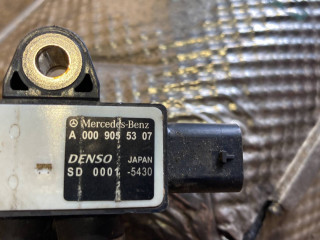 Mercedes-Benz
A 000 905 53 07
DENSO JAPAN
SD 0001 -5430